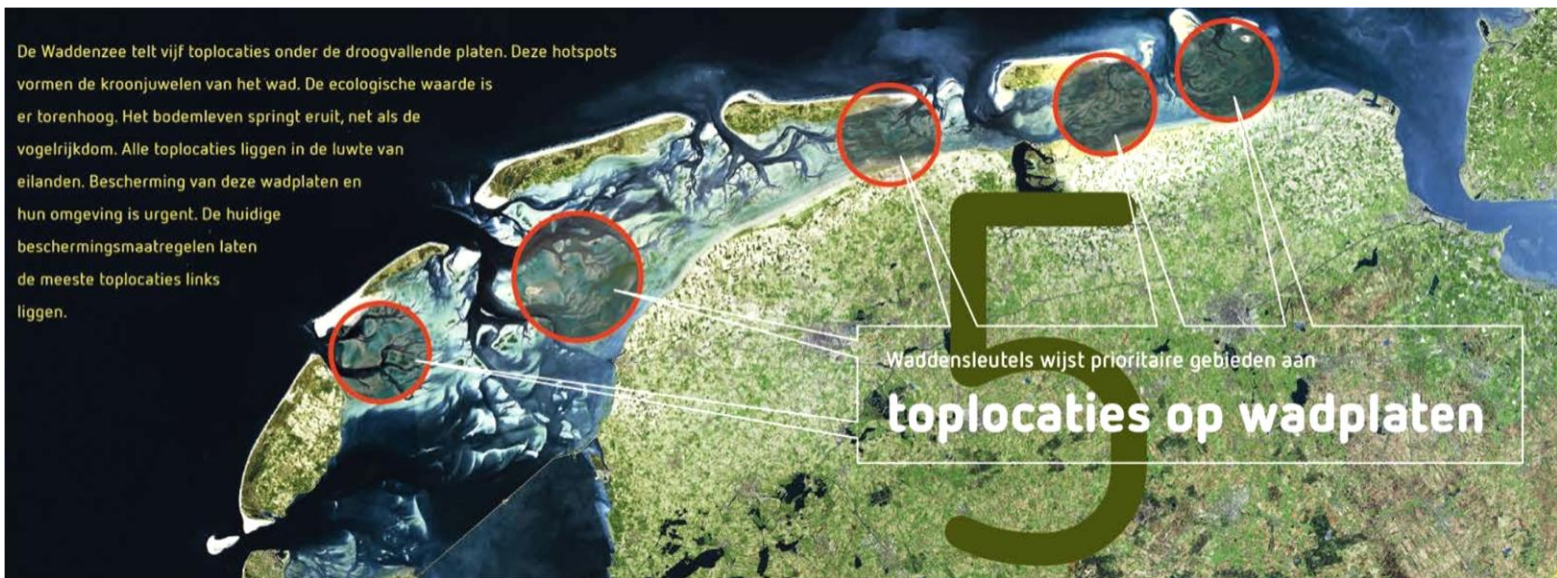 De Waddenzee telt vijf toplocaties onder de droogvallende platen. Deze hotspots
vormen de kroonjuwelen van het wad. De ecologische waarde is
er torenhoog. Het bodemleven springt eruit, net als de
vogelrijkdom. Alle toplocaties liggen in de luwte van
eilanden. Bescherming van deze wadplaten en
hun omgeving is urgent. De huidige
beschermingsmaatregelen laten
de meeste toplocaties links
liggen.
5
Waddensleutels wijst prioritaire gebieden aan
toplocaties op wadplaten